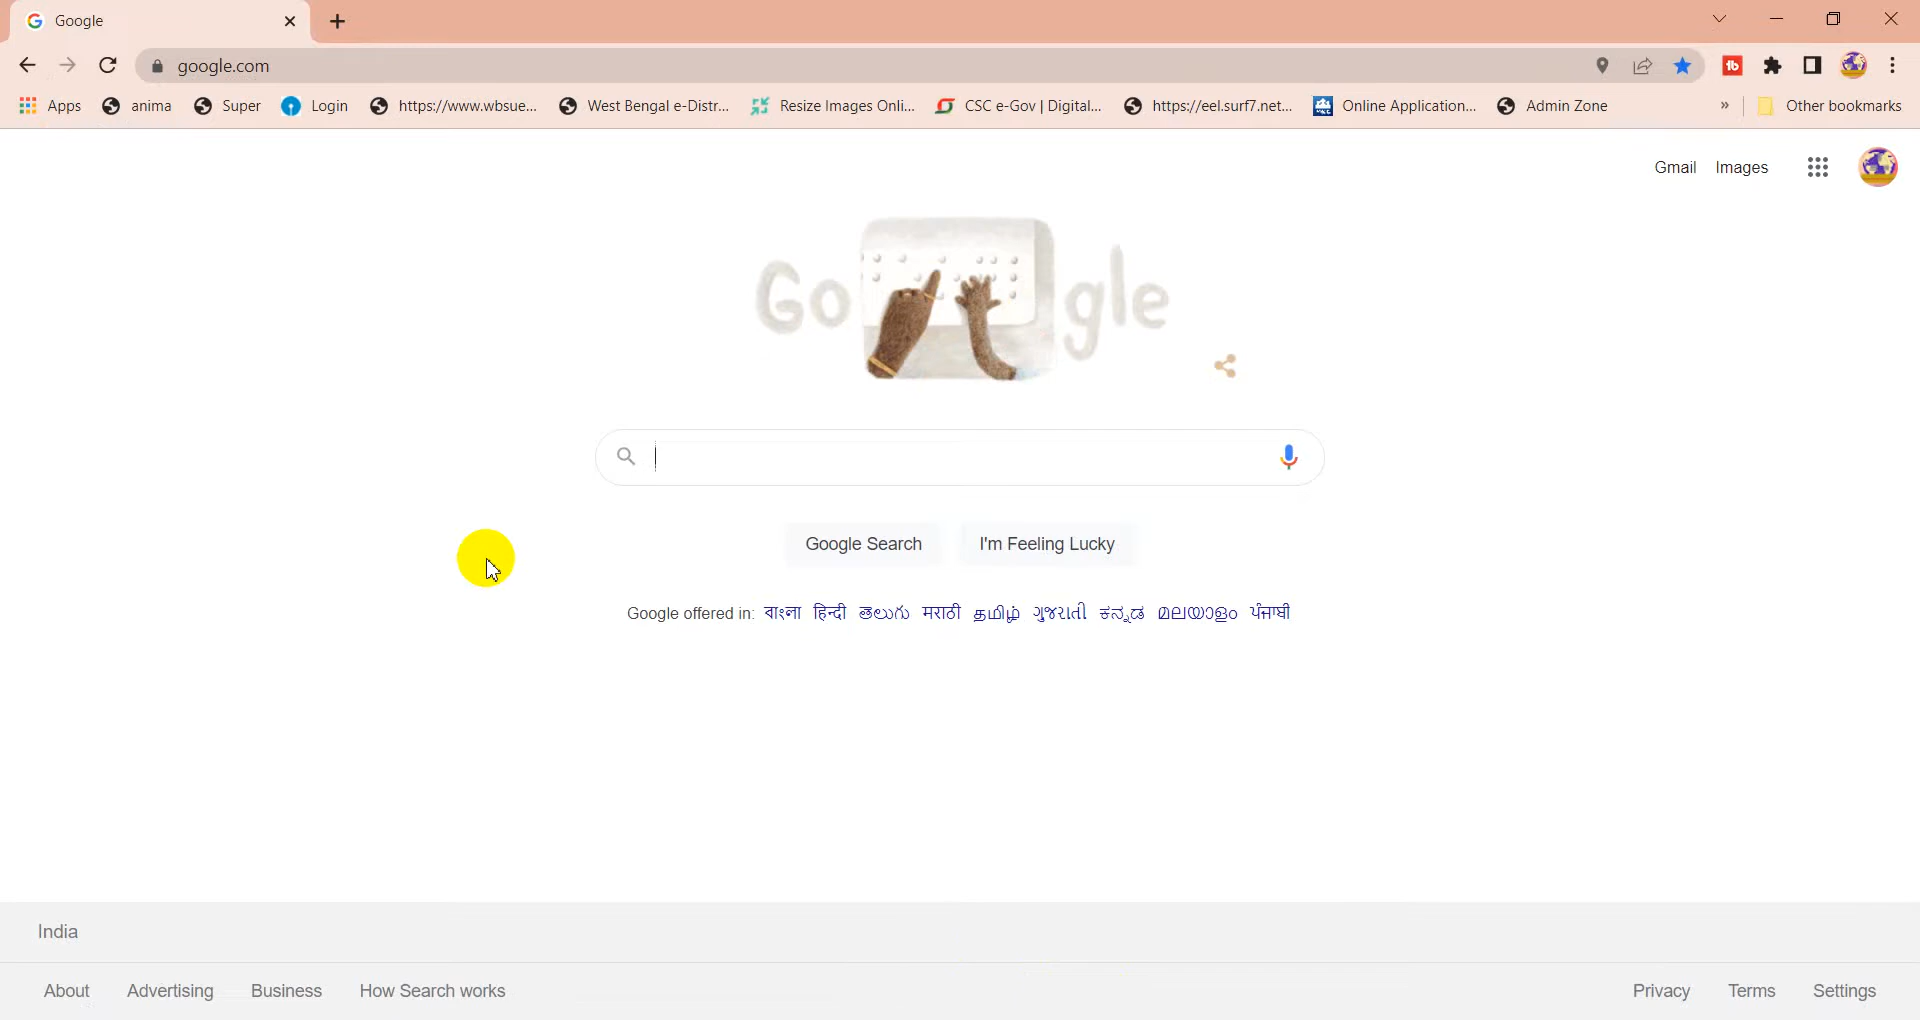 Google
google.com
Apps anima Super Login https://www.wbsue... West Bengal e-Distr... Resize Images Onli... CSC e-Gov | Digital... https://eel.surf7.net... Online Application... Admin Zone » Other bookmarks
Gmail Images
Go gle
Google Search I'm Feeling Lucky
Google offered in: বাংলা हिन्दी తెలుగు मराठी தமிழ் ગુજરાતી ಕನ್ನಡ മലയാളം ਪੰਜਾਬੀ
India
About Advertising Business How Search works Privacy Terms Settings